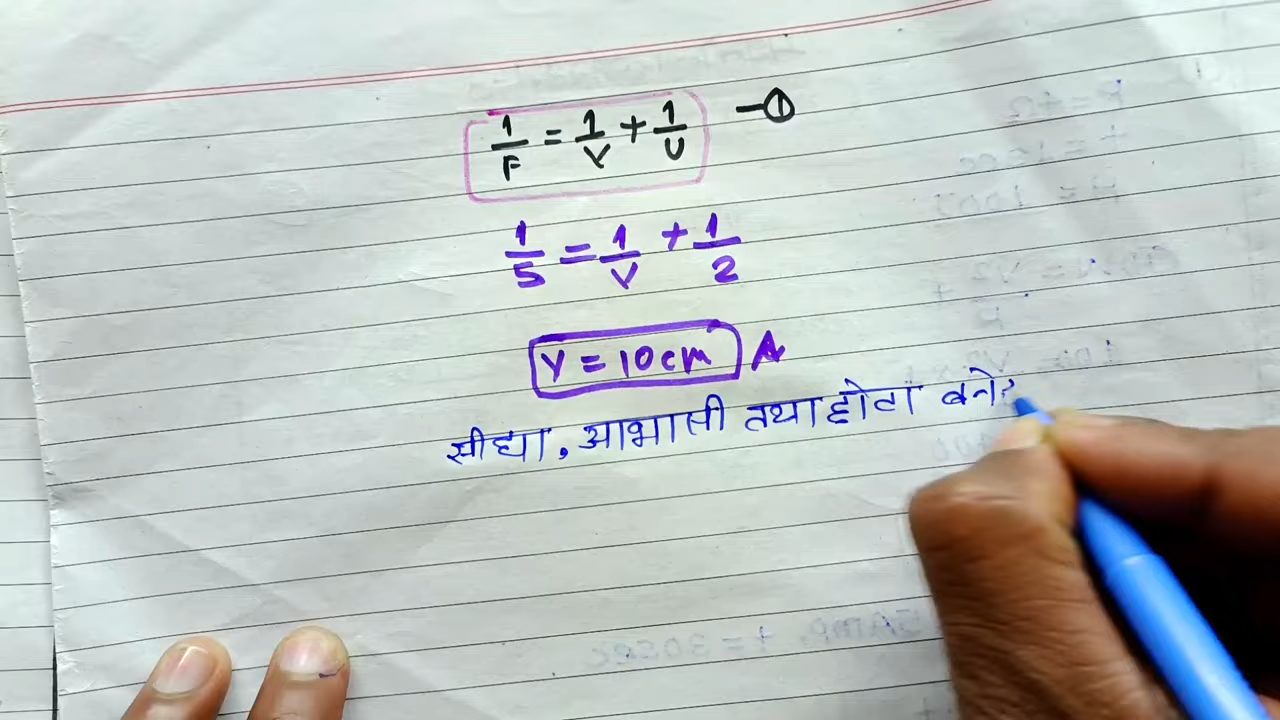 1/F = 1/V + 1/U —①
1/5 = 1/V + 1/2
V = 10cm A
सीधा, आभासी तथा छोटा बने